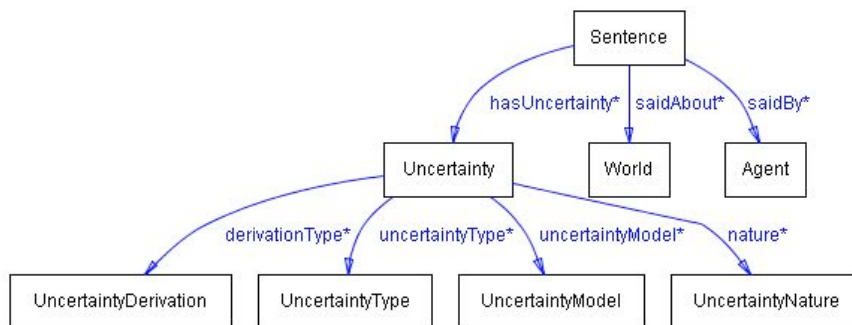 Sentence
hasUncertainty* saidAbout* saidBy*
Uncertainty World Agent
derivationType* uncertaintyType* uncertaintyModel* nature*
UncertaintyDerivation UncertaintyType UncertaintyModel UncertaintyNature